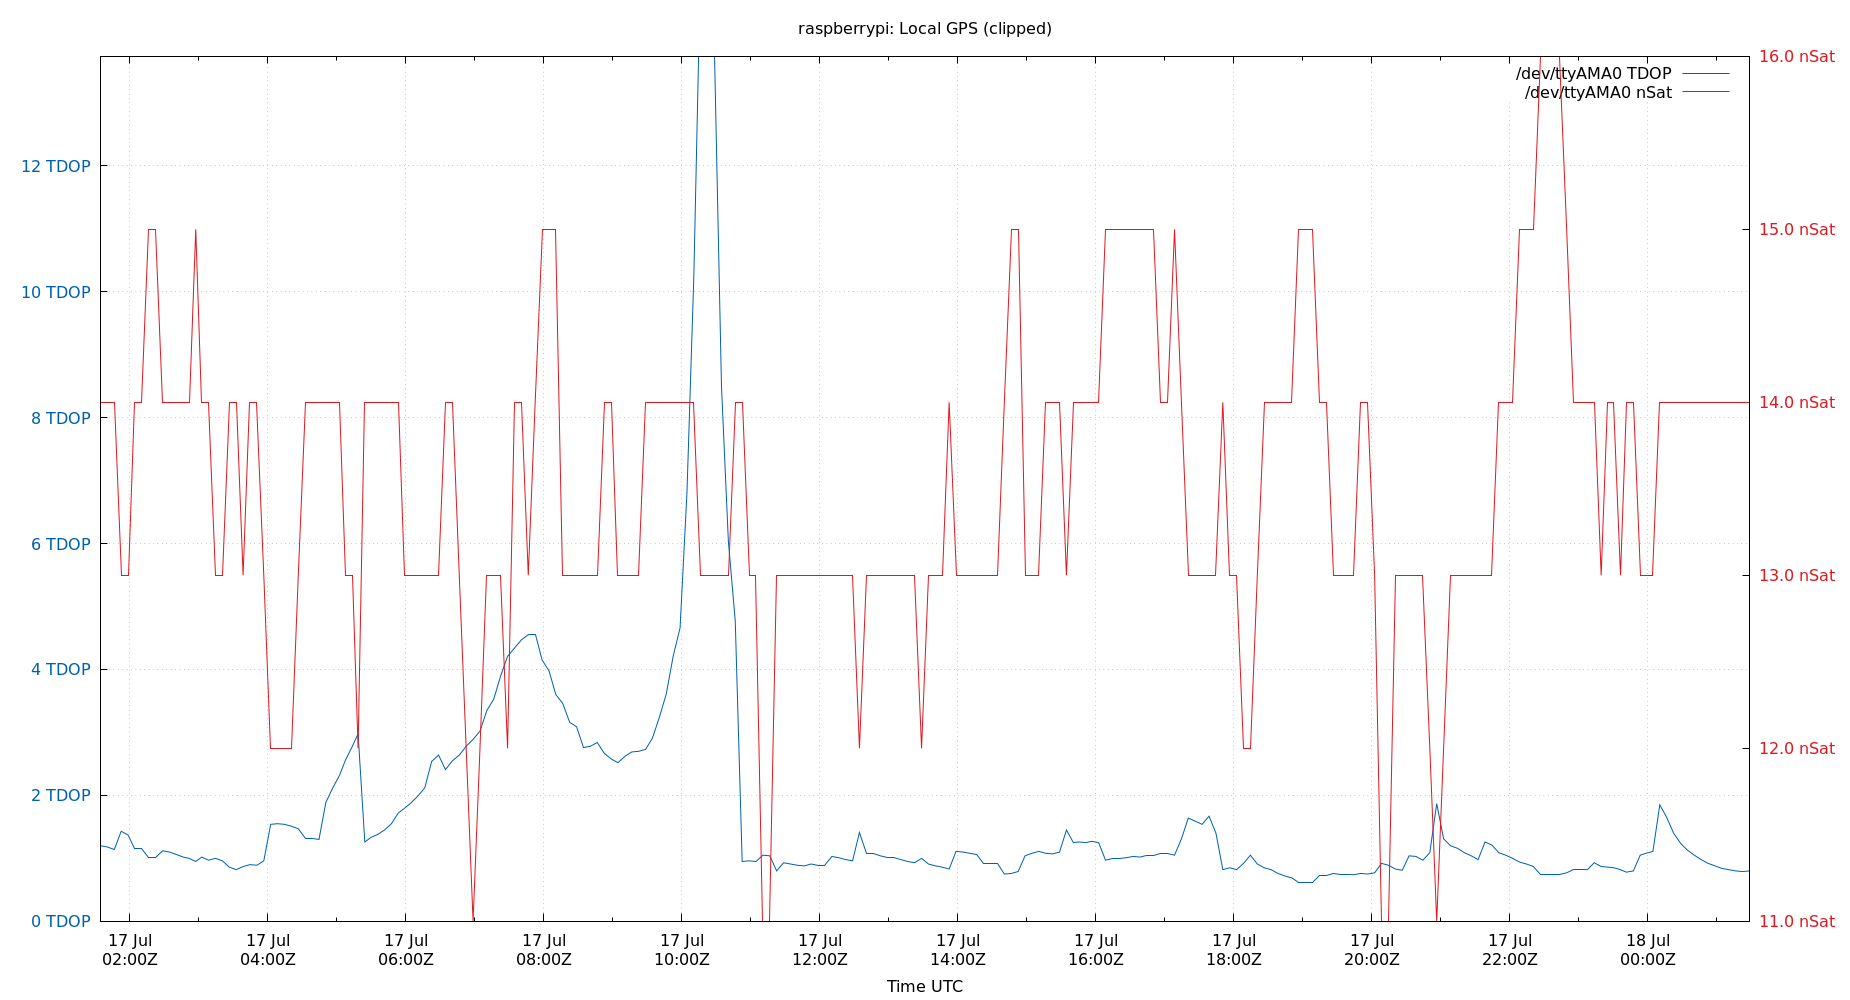 raspberrypi: Local GPS (clipped)
16.0 nSat
/dev/ttyAMA0 TDOP
/dev/ttyAMA0 nSat
12 TDOP
15.0 nSat
10 TDOP
14.0 nSat
8 TDOP
6 TDOP
13.0 nSat
4 TDOP
12.0 nSat
2 TDOP
0 TDOP
11.0 nSat
17 Jul 17 Jul 17 Jul 17 Jul 17 Jul 17 Jul 17 Jul 17 Jul 17 Jul 17 Jul 17 Jul 18 Jul
02:00Z 04:00Z 06:00Z 08:00Z 10:00Z 12:00Z 14:00Z 16:00Z 18:00Z 20:00Z 22:00Z 00:00Z
Time UTC